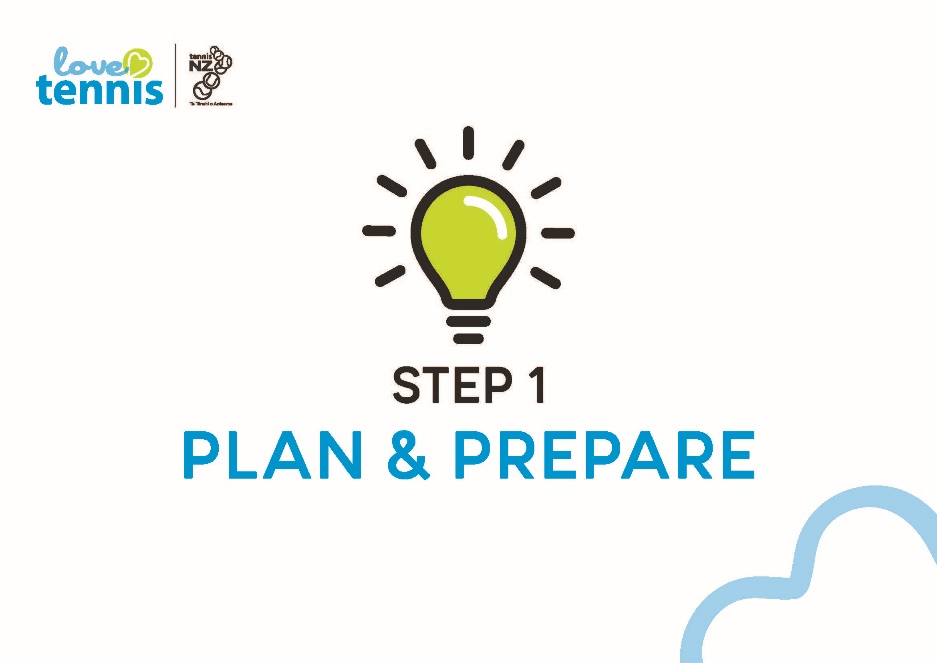 love
tennis
tennis
NZ
STEP 1
PLAN & PREPARE